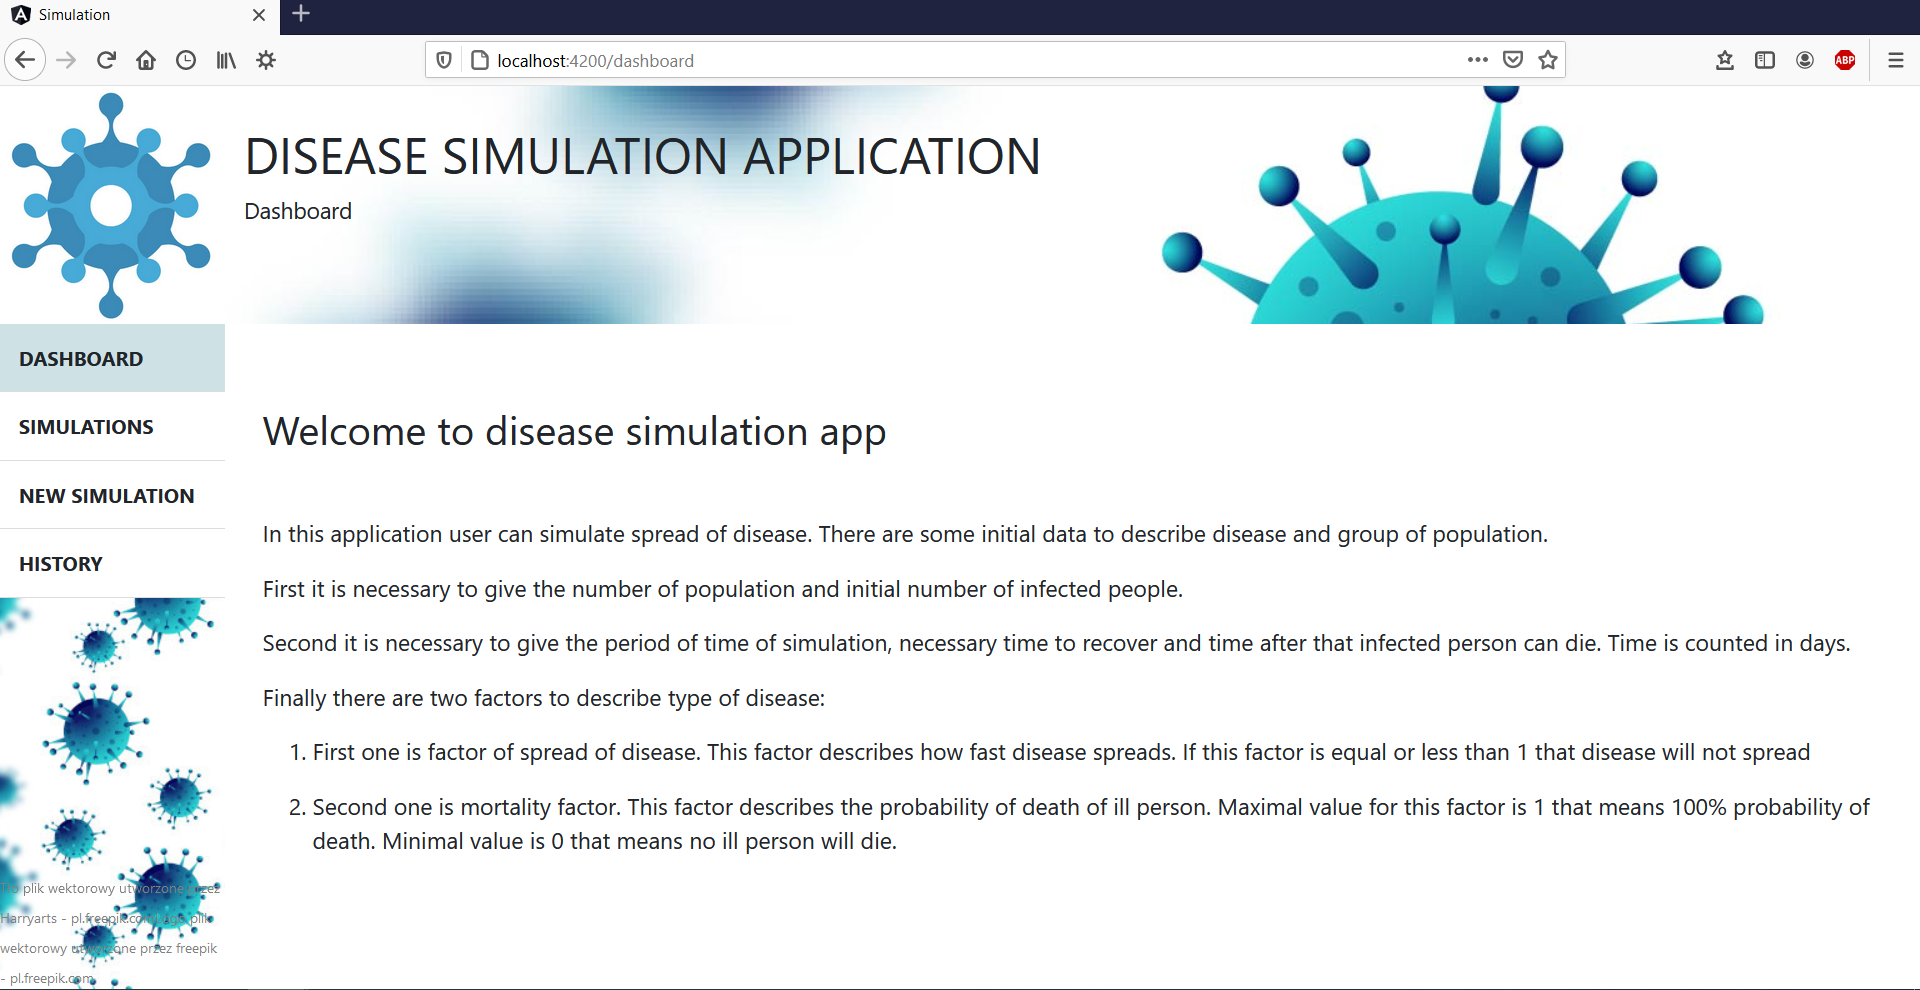 Simulation
localhost:4200/dashboard
ABP
DISEASE SIMULATION APPLICATION
Dashboard
DASHBOARD
SIMULATIONS
NEW SIMULATION
HISTORY
Welcome to disease simulation app
In this application user can simulate spread of disease. There are some initial data to describe disease and group of population.
First it is necessary to give the number of population and initial number of infected people.
Second it is necessary to give the period of time of simulation, necessary time to recover and time after that infected person can die. Time is counted in days.
Finally there are two factors to describe type of disease:
1. First one is factor of spread of disease. This factor describes how fast disease spreads. If this factor is equal or less than 1 that disease will not spread
2. Second one is mortality factor. This factor describes the probability of death of ill person. Maximal value for this factor is 1 that means 100% probability of
death. Minimal value is 0 that means no ill person will die.
plik wektorowy utworzone przez
Harryarts - pl.freepik.com plik
wektorowy utworzone przez freepik
- pl.freepik.com